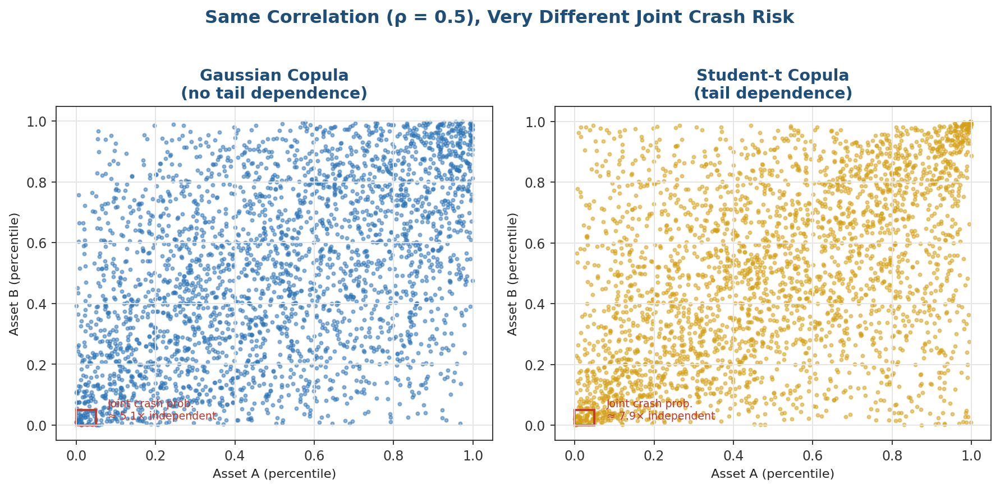 Same Correlation (ρ = 0.5), Very Different Joint Crash Risk
Gaussian Copula
(no tail dependence)
1.0
0.8
0.6
0.4
0.2
0.0
Asset B (percentile)
Joint crash prob.
≈ 5.1× independent
0.0 0.2 0.4 0.6 0.8 1.0
Asset A (percentile)
Student-t Copula
(tail dependence)
1.0
0.8
0.6
0.4
0.2
0.0
Asset B (percentile)
Joint crash prob.
≈ 7.9× independent
0.0 0.2 0.4 0.6 0.8 1.0
Asset A (percentile)